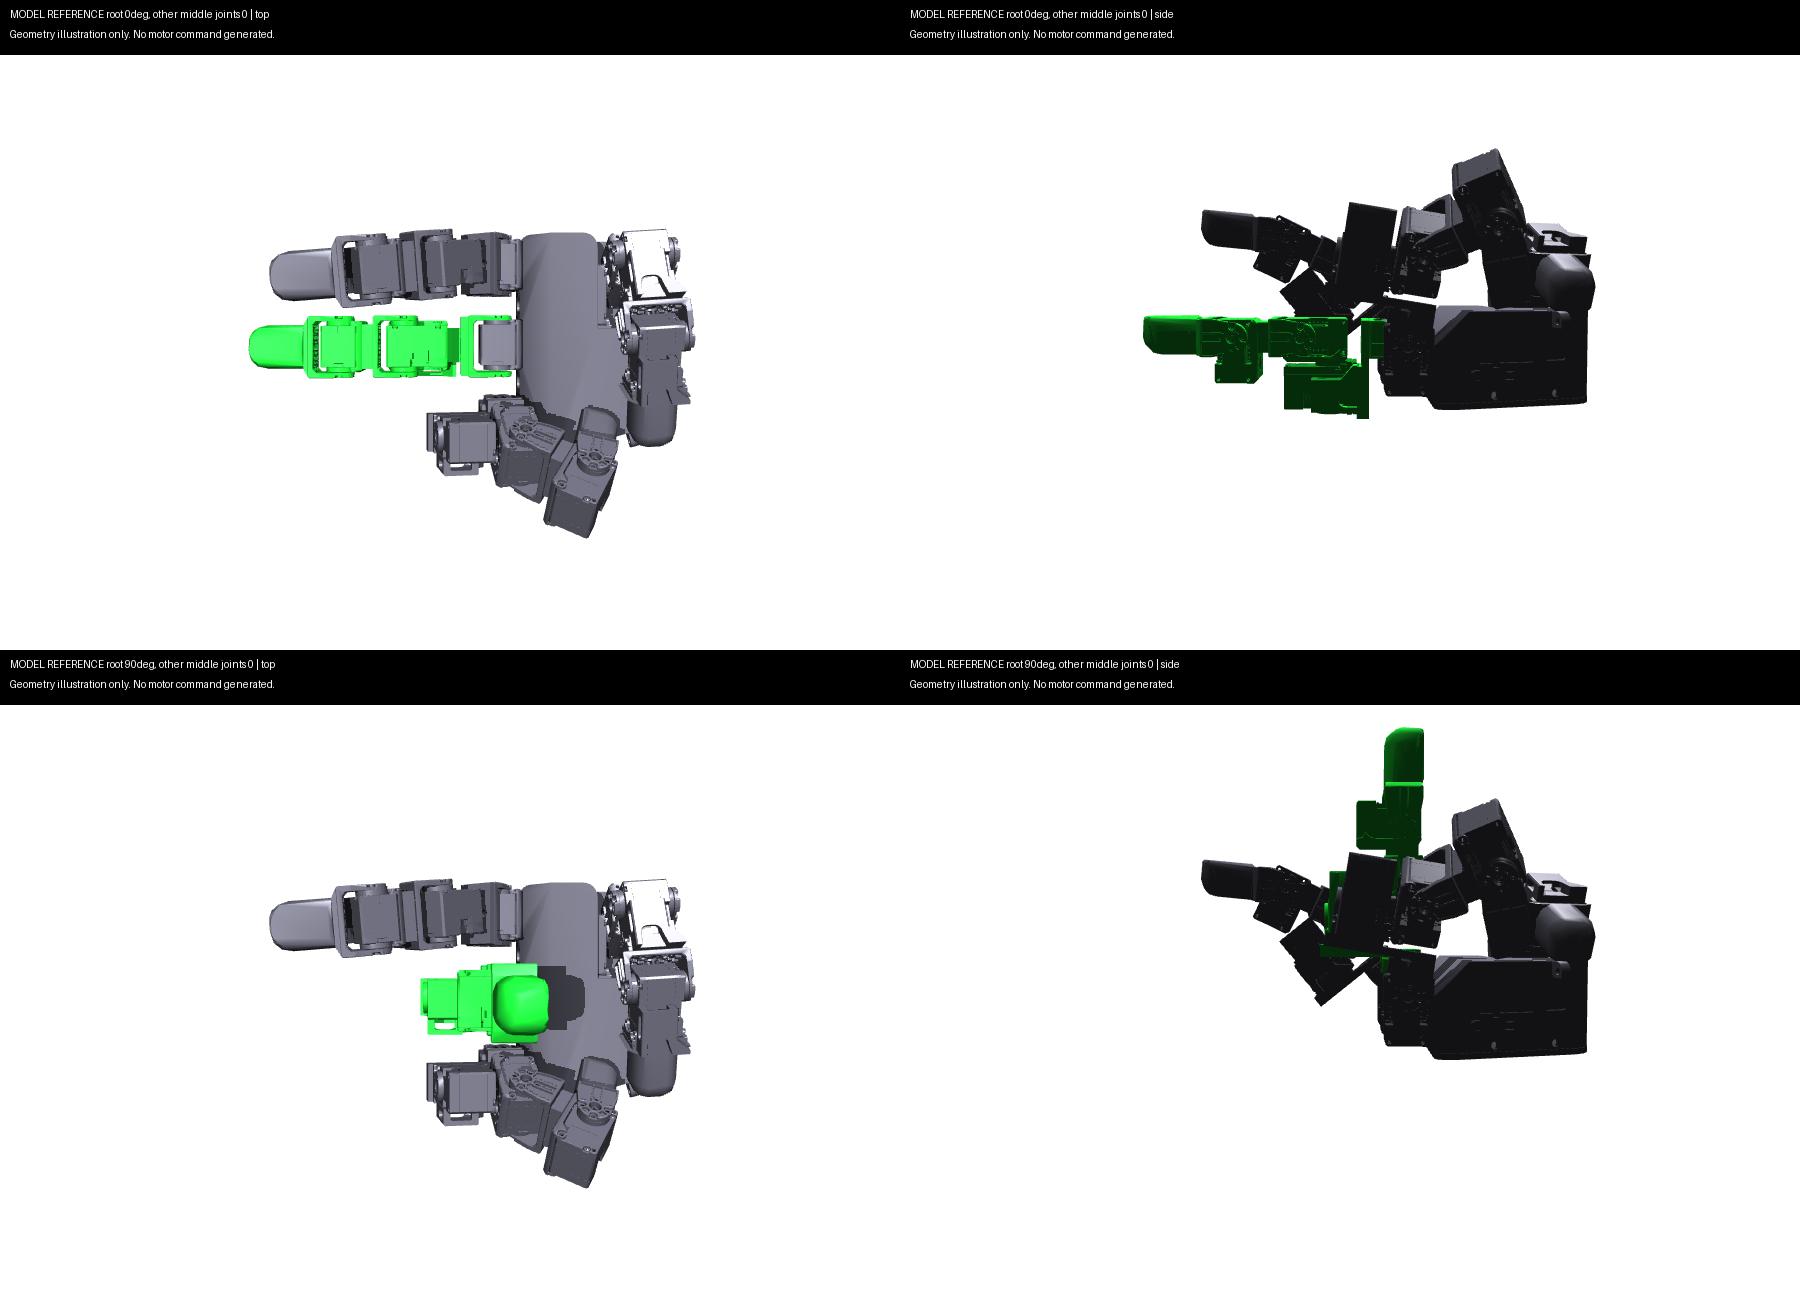 MODEL REFERENCE root 0deg, other middle joints 0 | top
Geometry illustration only. No motor command generated.
MODEL REFERENCE root 0deg, other middle joints 0 | side
Geometry illustration only. No motor command generated.
MODEL REFERENCE root 90deg, other middle joints 0 | top
Geometry illustration only. No motor command generated.
MODEL REFERENCE root 90deg, other middle joints 0 | side
Geometry illustration only. No motor command generated.